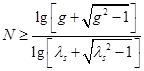 N ≥ lg[g + √(g² − 1)] / lg[λₛ + √(λₛ² − 1)]